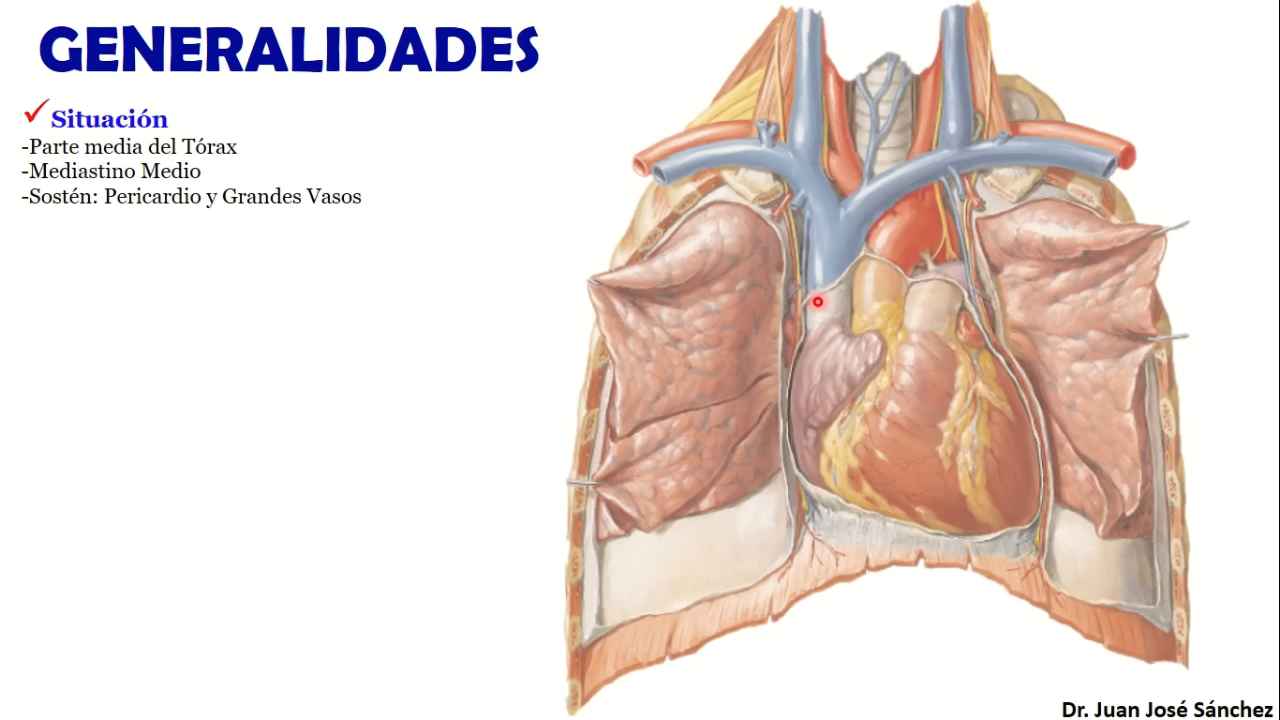 GENERALIDADES
Situación
-Parte media del Tórax
-Mediastino Medio
-Sostén: Pericardio y Grandes Vasos
Dr. Juan José Sánchez